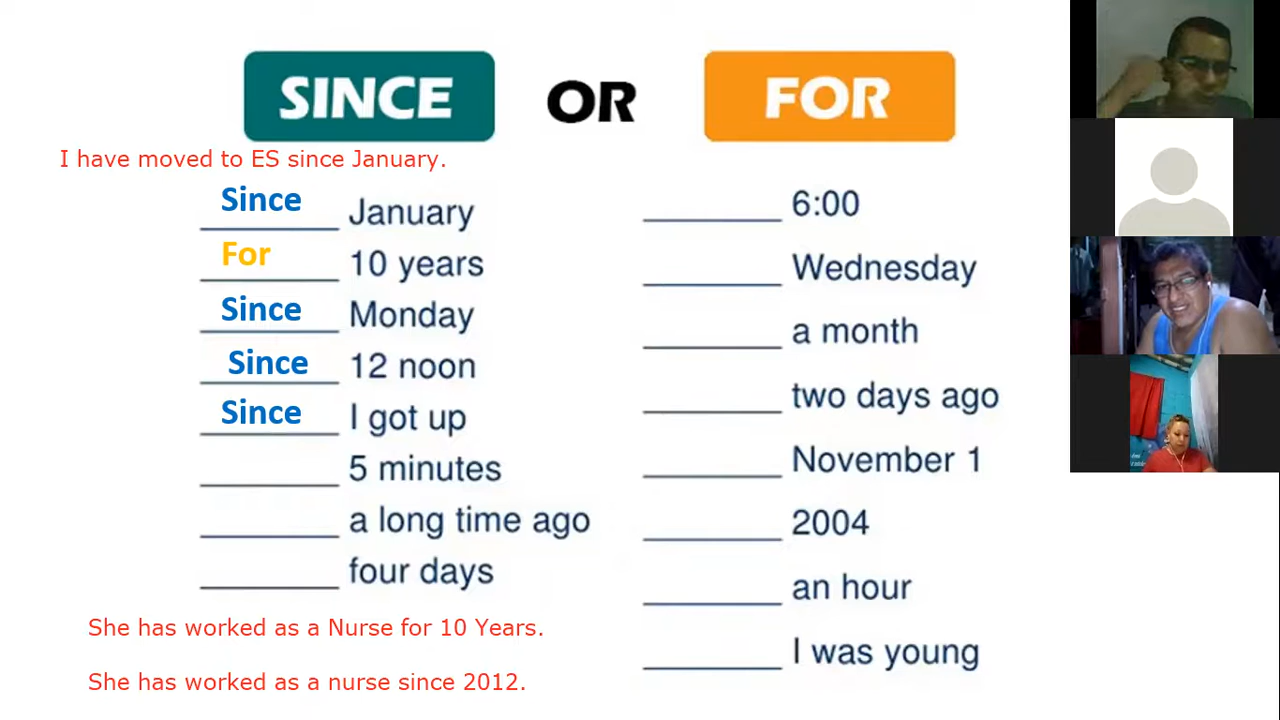 SINCE OR FOR
I have moved to ES since January.
Since January
For 10 years
Since Monday
Since 12 noon
Since I got up
5 minutes
a long time ago
four days
6:00
Wednesday
a month
two days ago
November 1
2004
an hour
I was young
She has worked as a Nurse for 10 Years.
She has worked as a nurse since 2012.